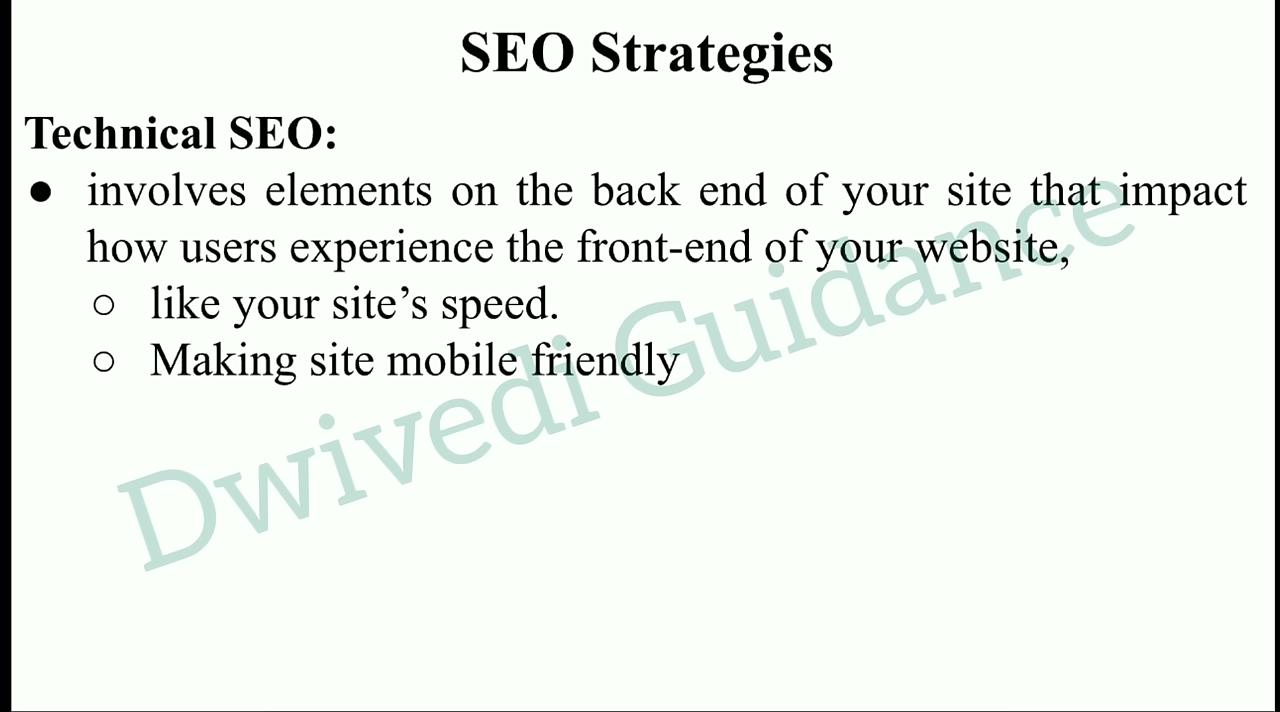 SEO Strategies
Technical SEO:
● involves elements on the back end of your site that impact
how users experience the front-end of your website,
○ like your site’s speed.
○ Making site mobile friendly
Dwivedi Guidance